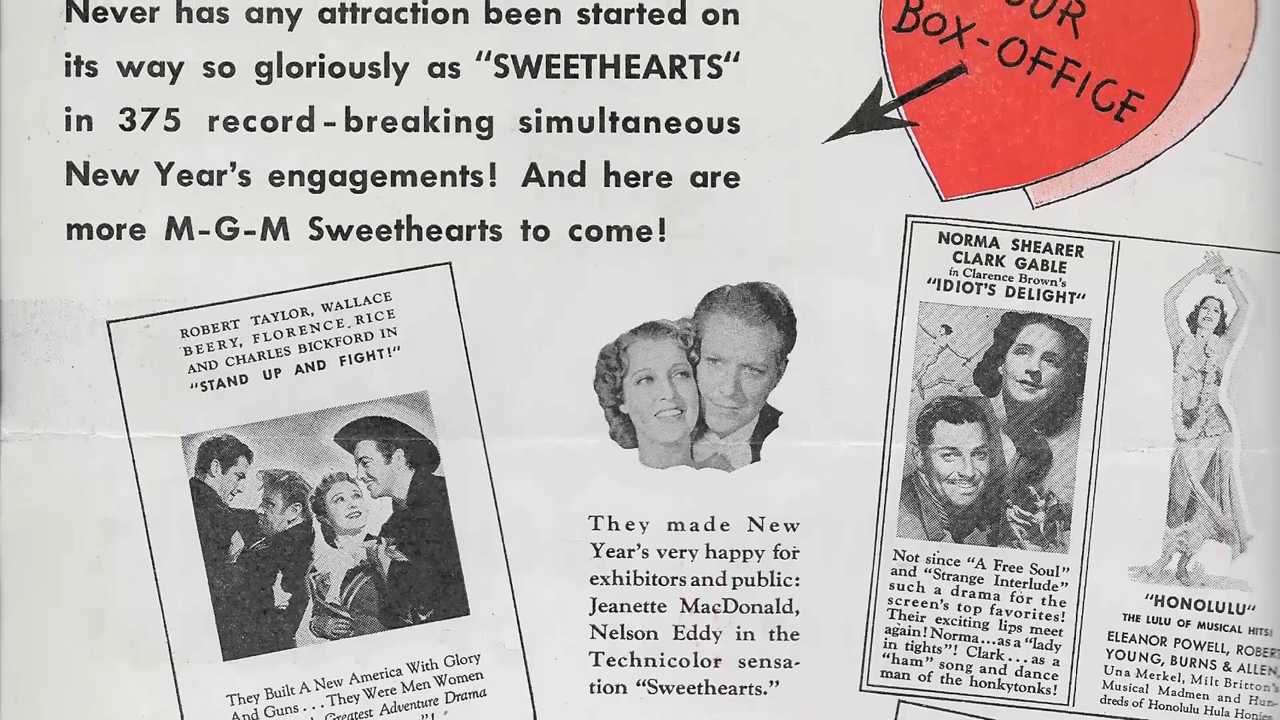 Never has any attraction been started on
its way so gloriously as "SWEETHEARTS"
in 375 record-breaking simultaneous
New Year's engagements! And here are
more M-G-M Sweethearts to come!
BOX-OFFICE
ROBERT TAYLOR, WALLACE
BEERY, FLORENCE RICE
AND CHARLES BICKFORD IN
"STAND UP AND FIGHT!"
They Built A New America With Glory
And Guns... They Were Men Women
Greatest Adventure Drama
They made New
Year's very happy for
exhibitors and public:
Jeanette MacDonald,
Nelson Eddy in the
Technicolor sensa-
tion "Sweethearts."
NORMA SHEARER
CLARK GABLE
in Clarence Brown's
"IDIOT'S DELIGHT"
Not since "A Free Soul"
and "Strange Interlude"
such a drama for the
screen's top favorites!
Their exciting lips meet
again! Norma...as a "lady
in tights"! Clark...as a
"ham" song and dance
man of the honkytonks!
"HONOLULU"
THE LULU OF MUSICAL HITS!
ELEANOR POWELL, ROBERT
YOUNG, BURNS & ALLEN,
Una Merkel, Milt Britton's
Musical Madmen and Hun-
dreds of Honolulu Hula Honies